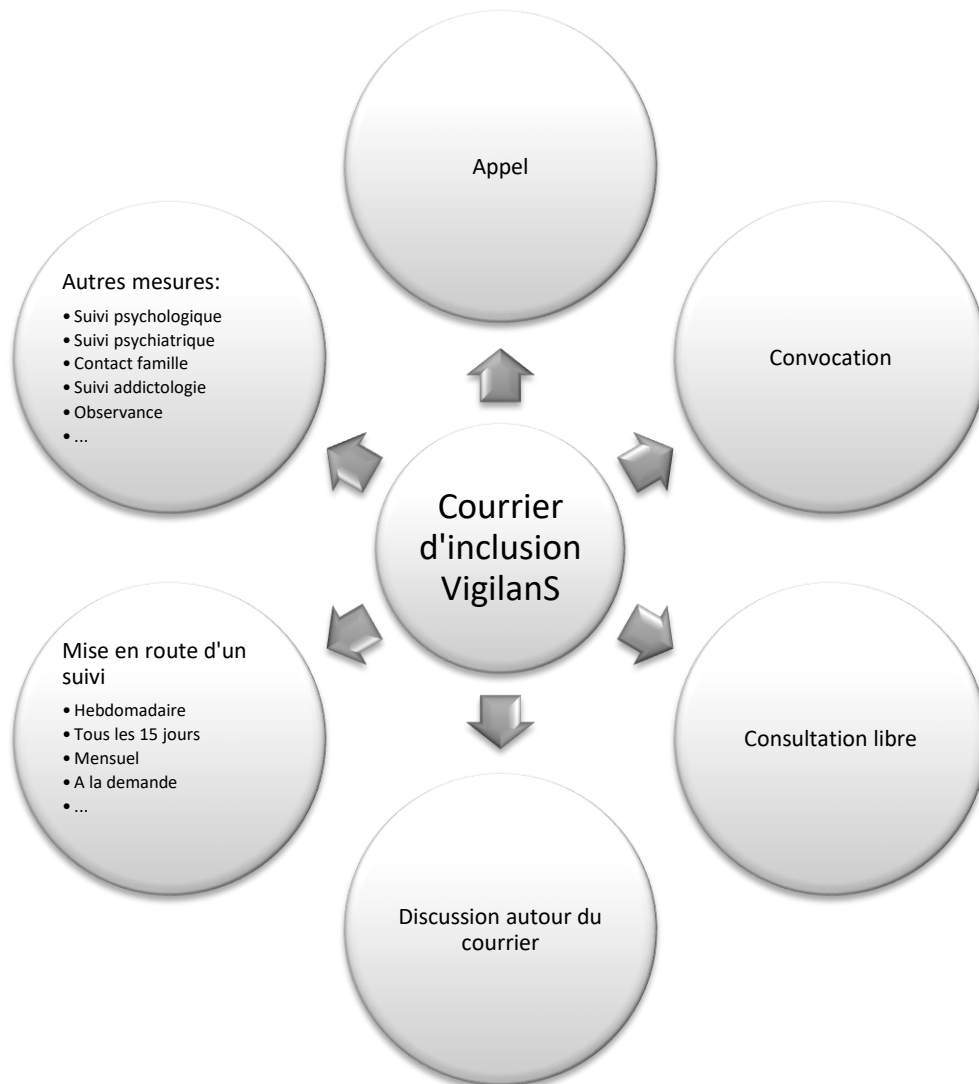 Appel
Autres mesures:
• Suivi psychologique
• Suivi psychiatrique
• Contact famille
• Suivi addictologie
• Observance
• ...
Convocation
Courrier
d'inclusion
VigilanS
Mise en route d'un
suivi
• Hebdomadaire
• Tous les 15 jours
• Mensuel
• A la demande
• ...
Consultation libre
Discussion autour du
courrier